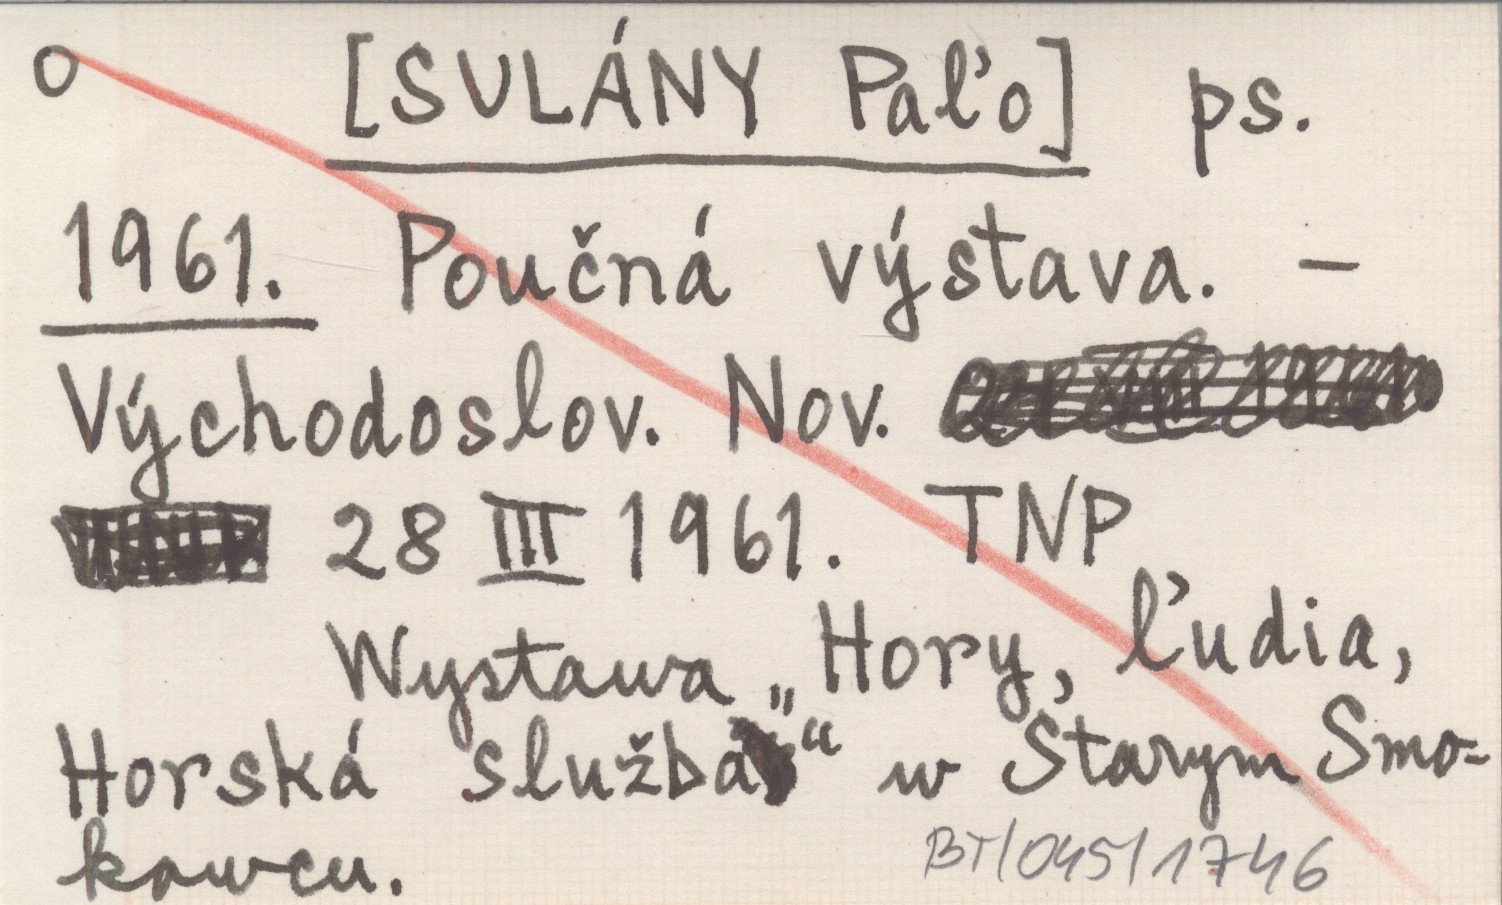 o [SULÁNY Paľo] ps.
1961. Poučná výstava. –
Východoslov. Nov.
28 III 1961. TNP
Wystawa „Hory, ľudia,
Horská služba“ w Starym Smo-
kowcu.
BT/045/1746